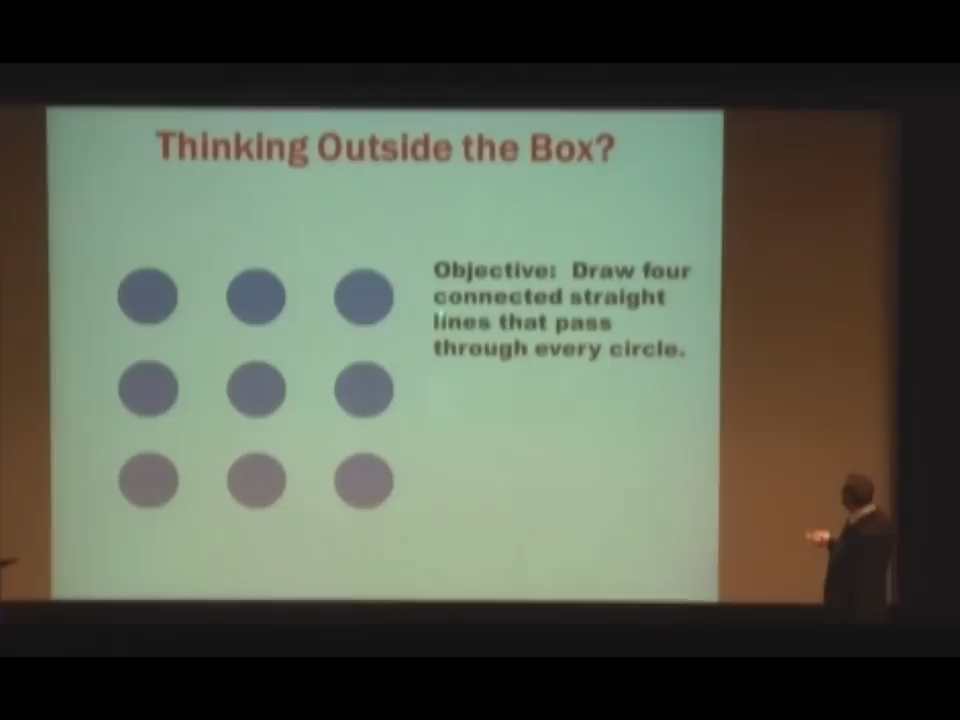 Thinking Outside the Box?
Objective: Draw four
connected straight
lines that pass
through every circle.